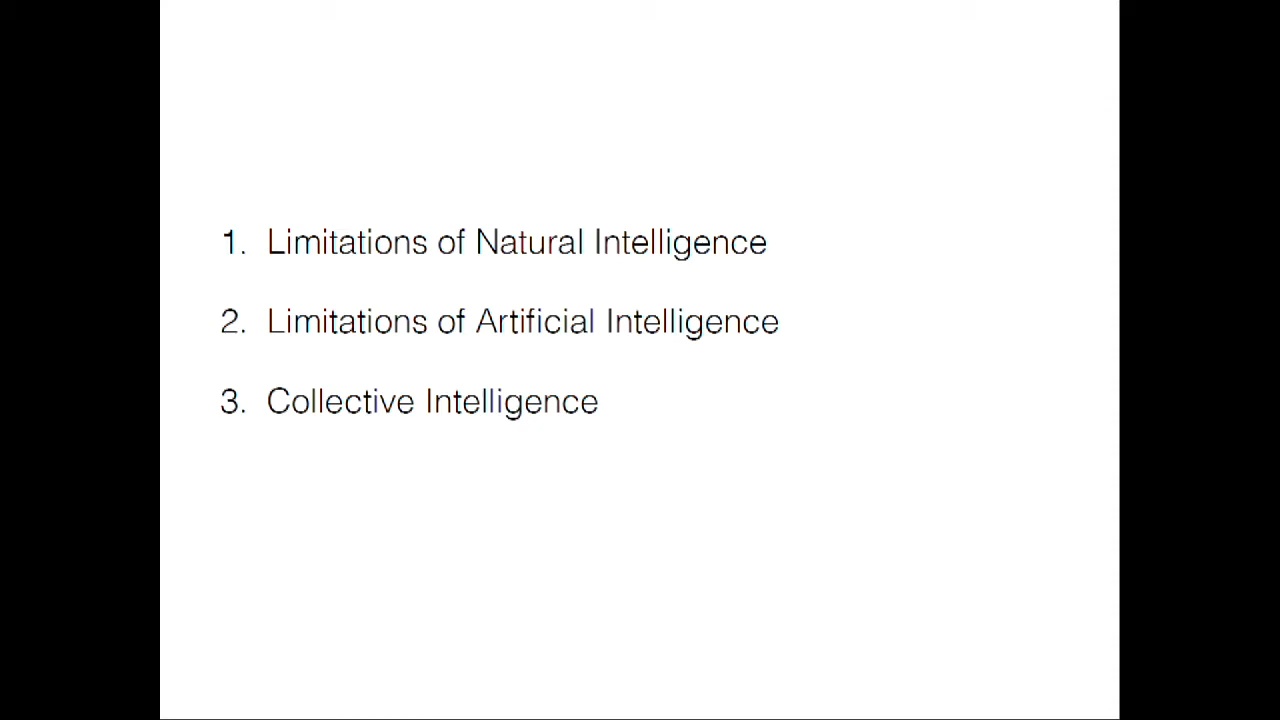 1. Limitations of Natural Intelligence
2. Limitations of Artificial Intelligence
3. Collective Intelligence